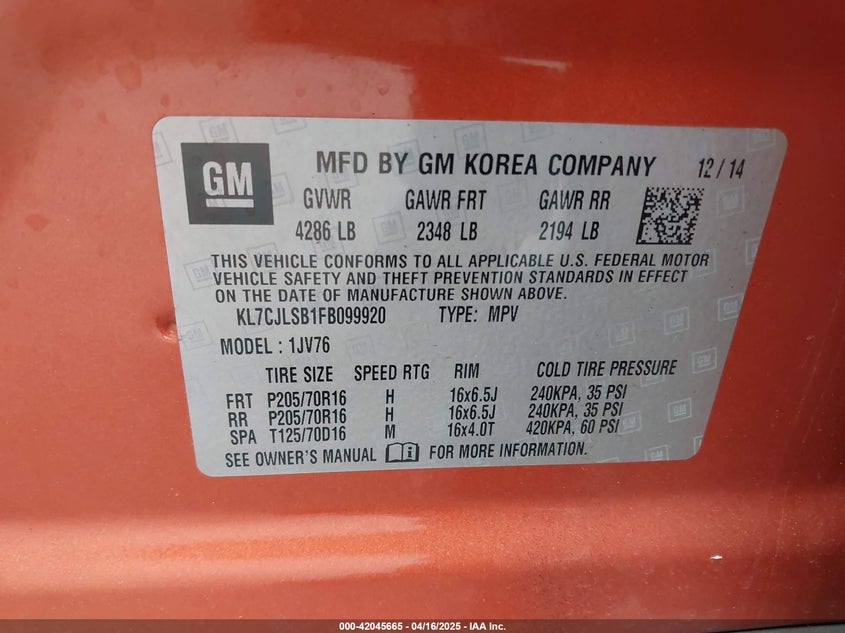 GM MFD BY GM KOREA COMPANY 12/14
GVWR GAWR FRT GAWR RR
4286 LB 2348 LB 2194 LB
THIS VEHICLE CONFORMS TO ALL APPLICABLE U.S. FEDERAL MOTOR
VEHICLE SAFETY AND THEFT PREVENTION STANDARDS IN EFFECT
ON THE DATE OF MANUFACTURE SHOWN ABOVE.
KL7CJLSB1FB099920 TYPE: MPV
MODEL : 1JV76
TIRE SIZE SPEED RTG RIM COLD TIRE PRESSURE
FRT P205/70R16 H 16x6.5J 240KPA, 35 PSI
RR P205/70R16 H 16x6.5J 240KPA, 35 PSI
SPA T125/70D16 M 16x4.0T 420KPA, 60 PSI
SEE OWNER'S MANUAL FOR MORE INFORMATION.
000-42045665 - 04/16/2025 - IAA Inc.